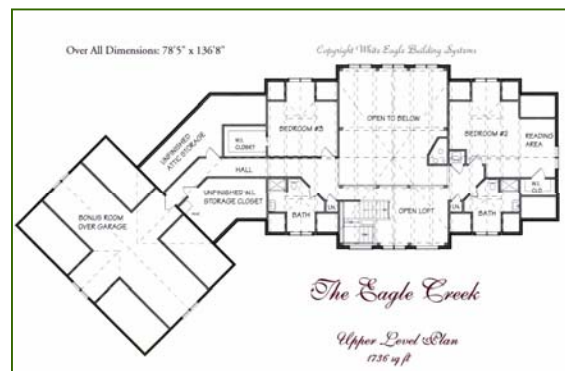 Over All Dimensions: 78'5" x 136'8"
Copyright White Eagle Building Systems
OPEN TO BELOW
BEDROOM #3
BEDROOM #2
READING
AREA
UNFINISHED
ATTIC STORAGE
W.I.
CLOSET
HALL
W.I.
CLO
UNFINISHED W.I.
STORAGE CLOSET
BONUS ROOM
OVER GARAGE
BATH
LIN
OPEN LOFT
LIN
BATH
The Eagle Creek
Upper Level Plan
1736 sq ft